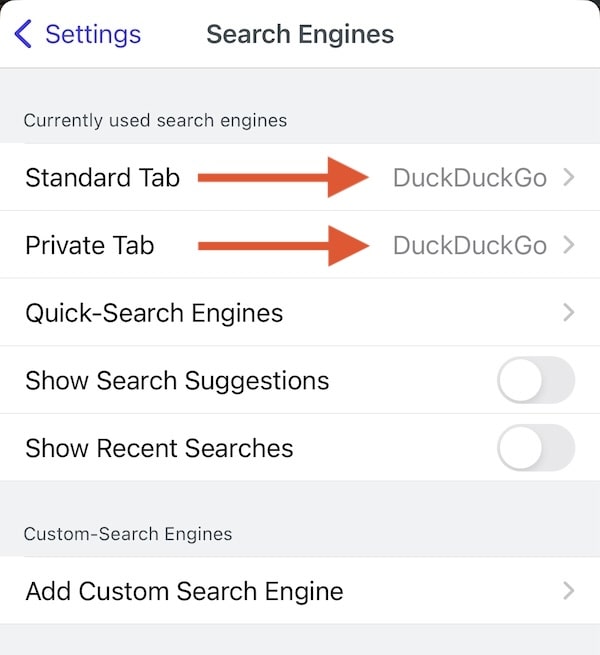 Settings
Search Engines
Currently used search engines
Standard Tab DuckDuckGo
Private Tab DuckDuckGo
Quick-Search Engines
Show Search Suggestions
Show Recent Searches
Custom-Search Engines
Add Custom Search Engine